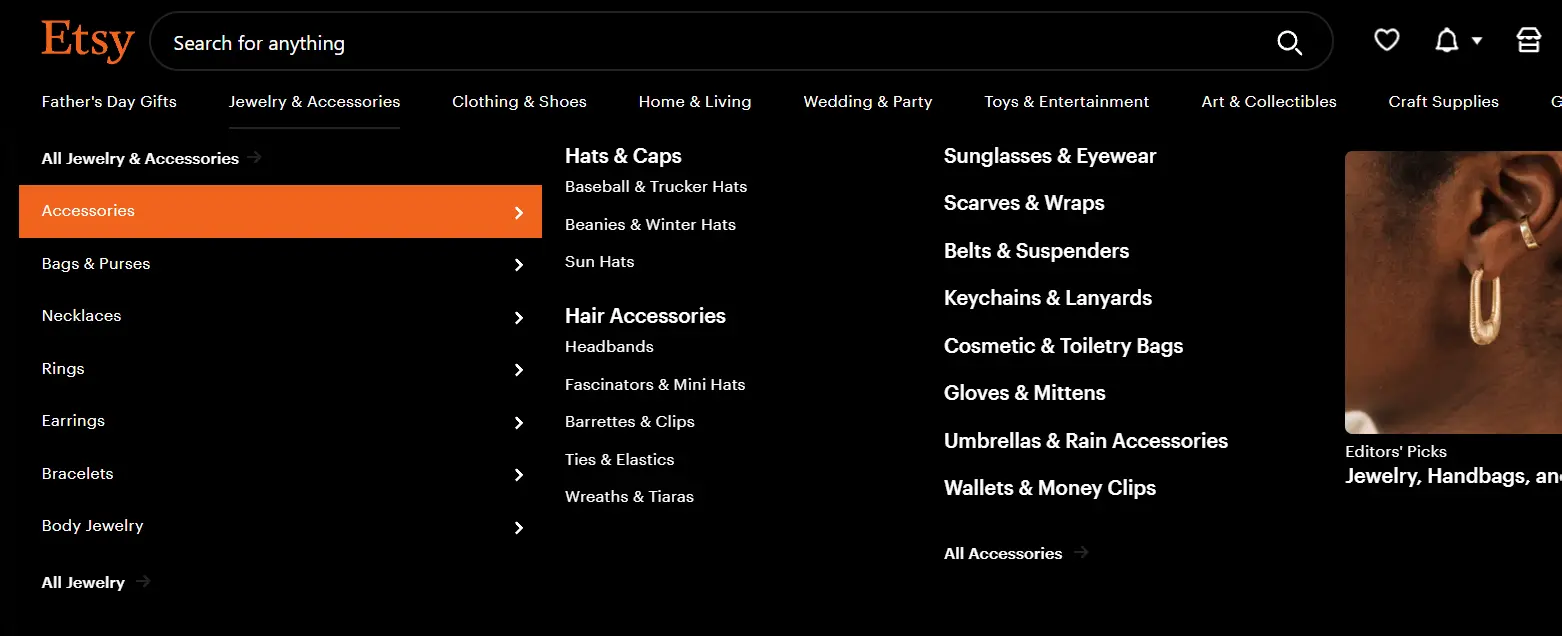 Etsy
Search for anything
Father's Day Gifts
Jewelry & Accessories
Clothing & Shoes
Home & Living
Wedding & Party
Toys & Entertainment
Art & Collectibles
Craft Supplies
All Jewelry & Accessories
Accessories
Bags & Purses
Necklaces
Rings
Earrings
Bracelets
Body Jewelry
All Jewelry
Hats & Caps
Baseball & Trucker Hats
Beanies & Winter Hats
Sun Hats
Hair Accessories
Headbands
Fascinators & Mini Hats
Barrettes & Clips
Ties & Elastics
Wreaths & Tiaras
Sunglasses & Eyewear
Scarves & Wraps
Belts & Suspenders
Keychains & Lanyards
Cosmetic & Toiletry Bags
Gloves & Mittens
Umbrellas & Rain Accessories
Wallets & Money Clips
All Accessories
Editors' Picks
Jewelry, Handbags,